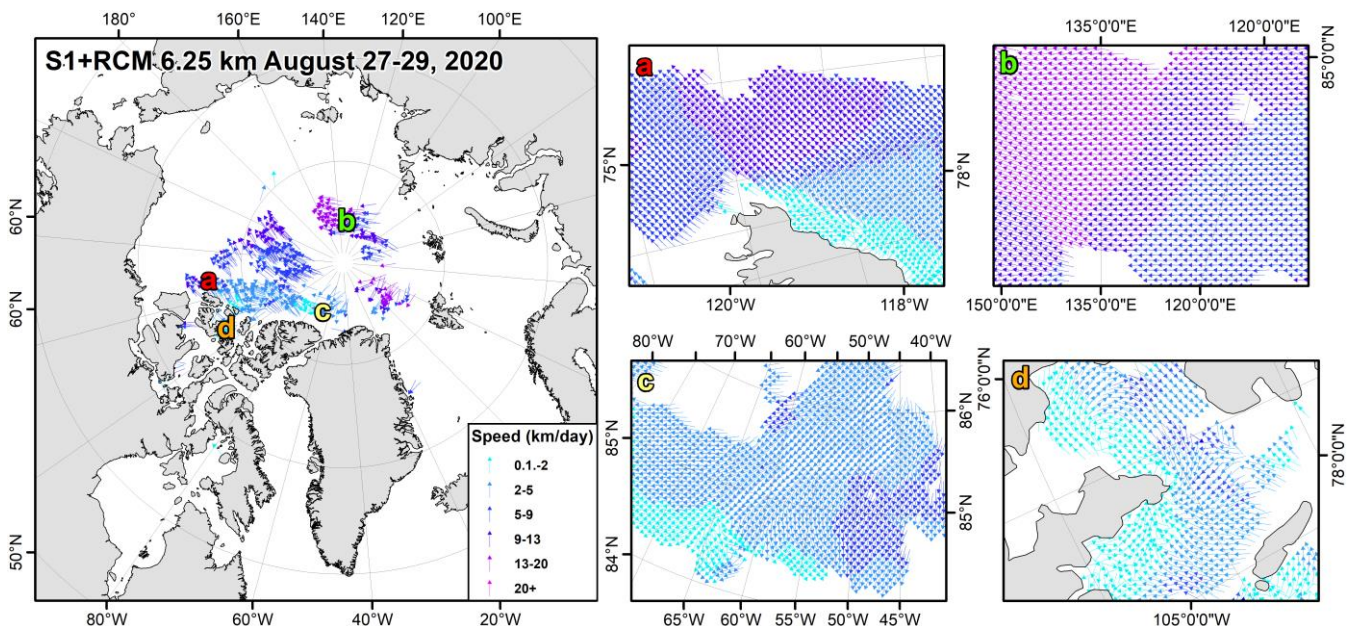 180°
160°E
140°E
120°E
100°E
S1+RCM 6.25 km August 27-29, 2020
60°N
60°N
50°N
a
b
c
d
Speed (km/day)
0.1.-2
2-5
5-9
9-13
13-20
20+
80°W
60°W
40°W
20°W
a
75°N
78°N
120°W
118°W
135°0'0"E
120°0'0"E
b
85°0'0"N
150°0'0"E
135°0'0"E
120°0'0"E
80°W
70°W
60°W
50°W
40°W
c
85°N
84°N
86°N
85°N
65°W
60°W
55°W
50°W
45°W
d
76°0'0"N
78°0'0"N
105°0'0"W